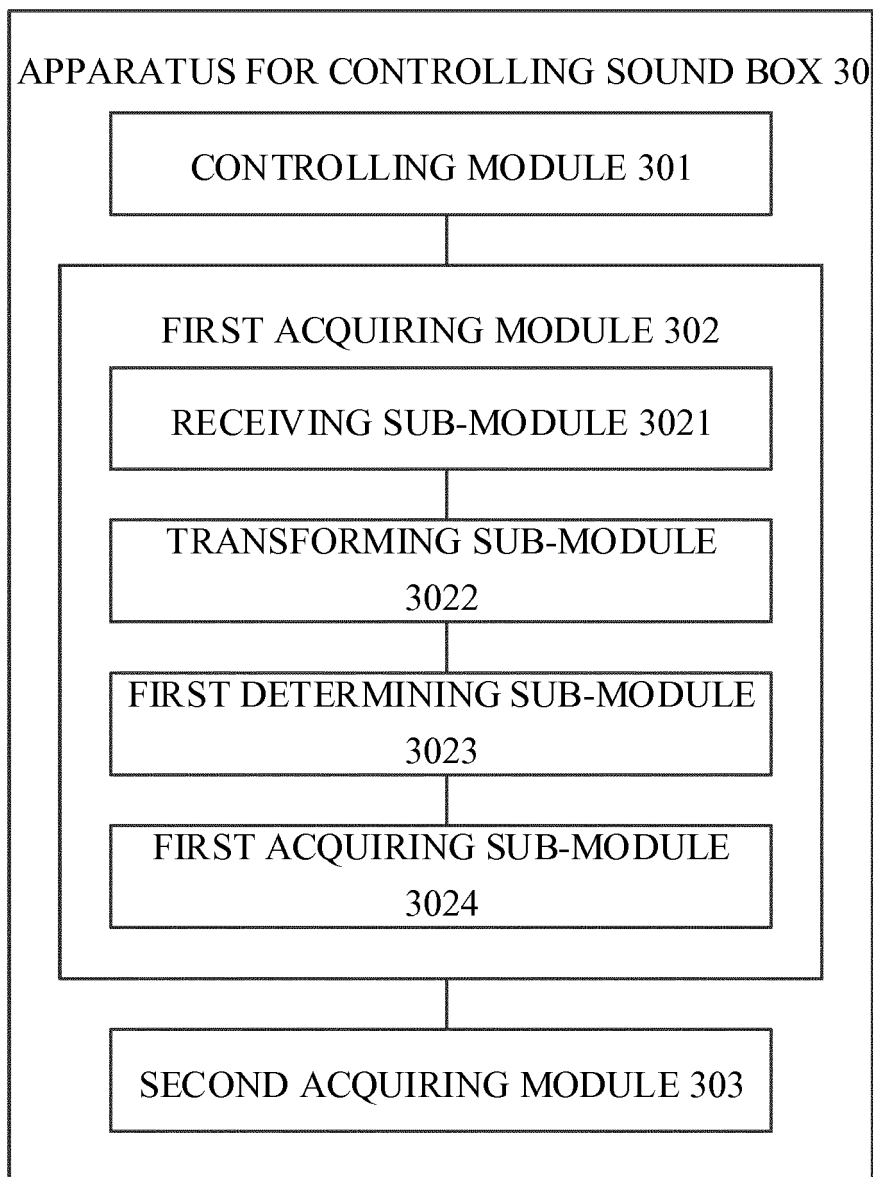 APPARATUS FOR CONTROLLING SOUND BOX 30
CONTROLLING MODULE 301
FIRST ACQUIRING MODULE 302
RECEIVING SUB-MODULE 3021
TRANSFORMING SUB-MODULE
3022
FIRST DETERMINING SUB-MODULE
3023
FIRST ACQUIRING SUB-MODULE
3024
SECOND ACQUIRING MODULE 303